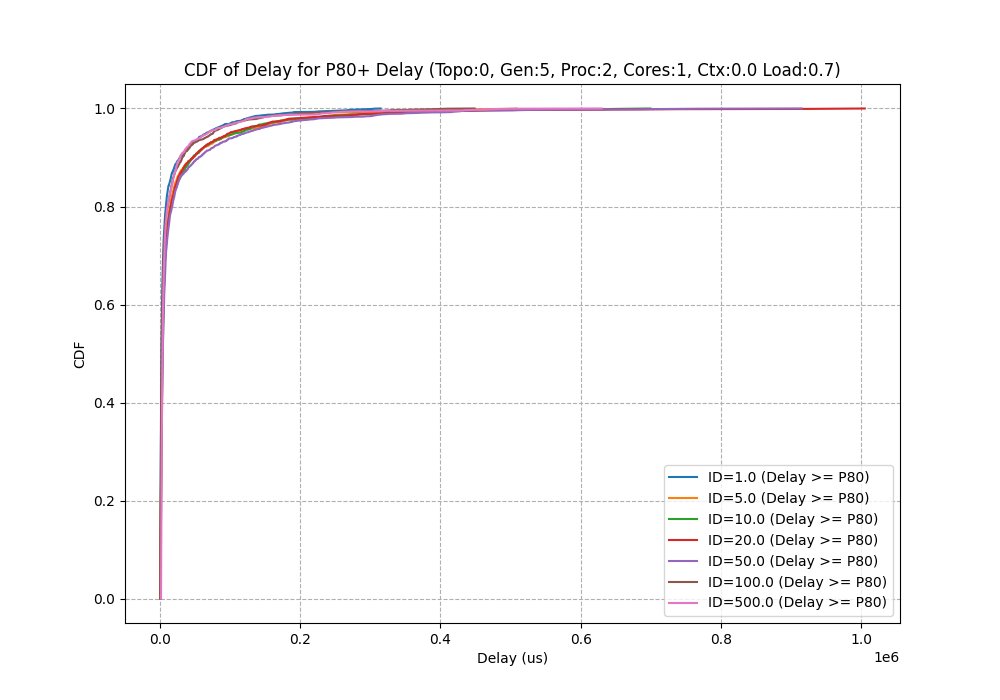 CDF of Delay for P80+ Delay (Topo:0, Gen:5, Proc:2, Cores:1, Ctx:0.0 Load:0.7)
CDF
1.0
0.8
0.6
0.4
0.2
0.0
ID=1.0 (Delay >= P80)
ID=5.0 (Delay >= P80)
ID=10.0 (Delay >= P80)
ID=20.0 (Delay >= P80)
ID=50.0 (Delay >= P80)
ID=100.0 (Delay >= P80)
ID=500.0 (Delay >= P80)
0.0 0.2 0.4 0.6 0.8 1.0
1e6
Delay (us)